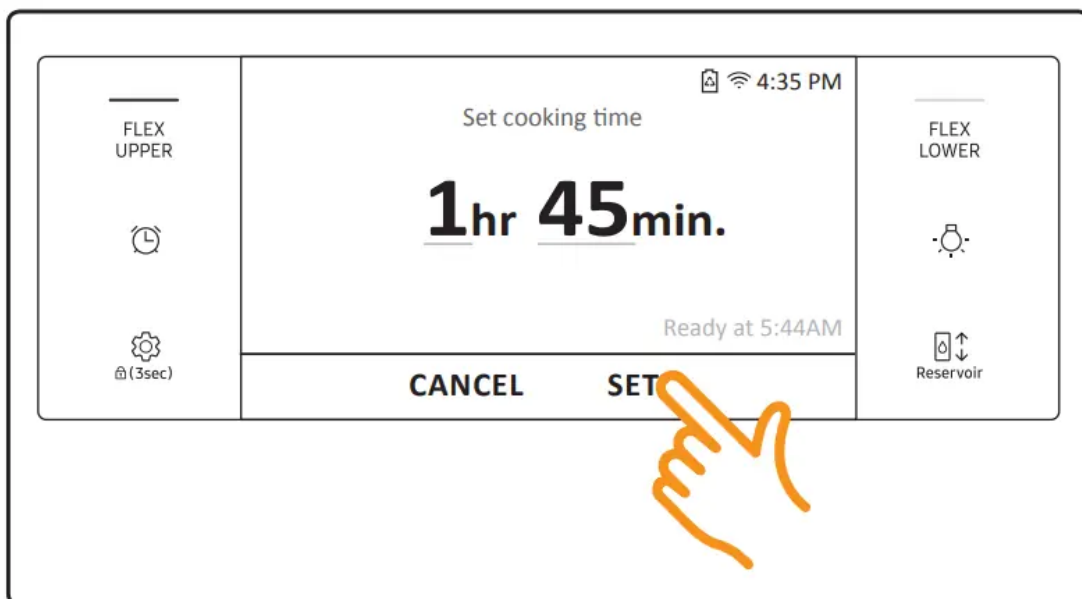 4:35 PM
FLEX
UPPER
Set cooking time
FLEX
LOWER
1hr 45min.
Ready at 5:44AM
(3sec)
Reservoir
CANCEL SET